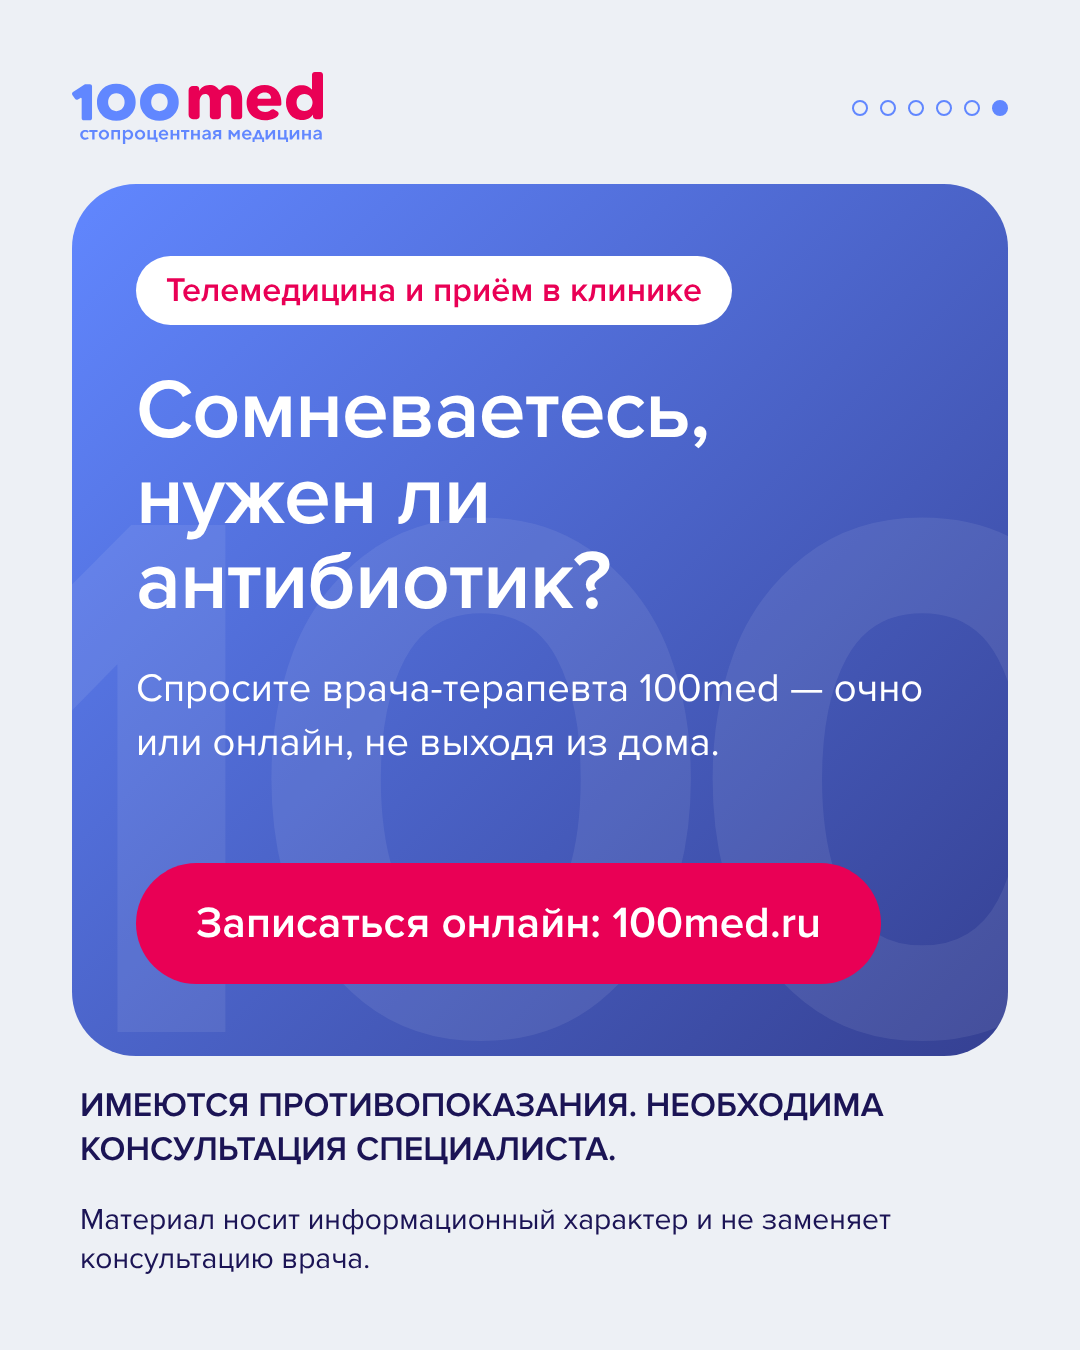 100med
стопроцентная медицина
Телемедицина и приём в клинике
Сомневаетесь,
нужен ли
антибиотик?
Спросите врача-терапевта 100med — очно
или онлайн, не выходя из дома.
Записаться онлайн: 100med.ru
100
ИМЕЮТСЯ ПРОТИВОПОКАЗАНИЯ. НЕОБХОДИМА
КОНСУЛЬТАЦИЯ СПЕЦИАЛИСТА.
Материал носит информационный характер и не заменяет
консультацию врача.